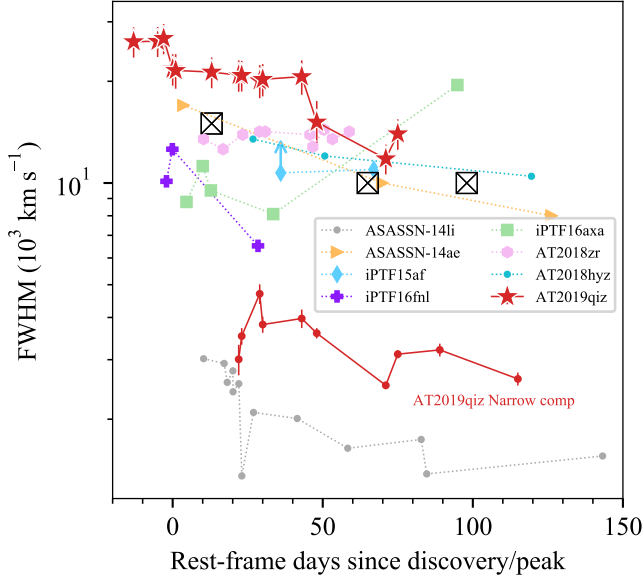 FWHM (10³ km s⁻¹)
10¹
ASASSN-14li
ASASSN-14ae
iPTF15af
iPTF16fnl
iPTF16axa
AT2018zr
AT2018hyz
AT2019qiz
AT2019qiz Narrow comp
0 50 100 150
Rest-frame days since discovery/peak